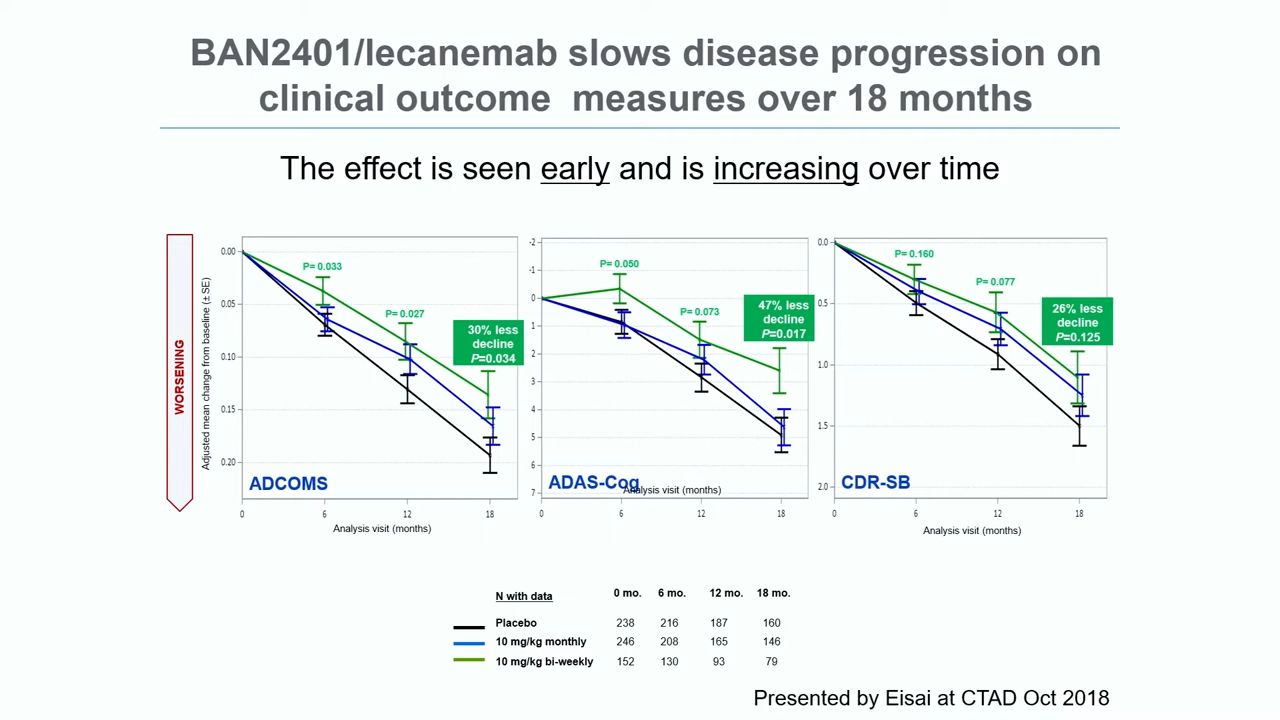 BAN2401/lecanemab slows disease progression on
clinical outcome measures over 18 months
The effect is seen early and is increasing over time
WORSENING
Adjusted mean change from baseline (± SE)
0.00
0.05
0.10
0.15
0.20
P= 0.033
P= 0.027
30% less
decline
P=0.034
ADCOMS
0 6 12 18
Analysis visit (months)
-2
-1
0
1
2
3
4
5
6
7
P= 0.050
P= 0.073
47% less
decline
P=0.017
ADAS-Cog
Analysis visit (months)
0 6 12 18
0.0
0.5
1.0
1.5
2.0
P= 0.160
P= 0.077
26% less
decline
P=0.125
CDR-SB
0 6 12 18
Analysis visit (months)
N with data 0 mo. 6 mo. 12 mo. 18 mo.
Placebo 238 216 187 160
10 mg/kg monthly 246 208 165 146
10 mg/kg bi-weekly 152 130 93 79
Presented by Eisai at CTAD Oct 2018